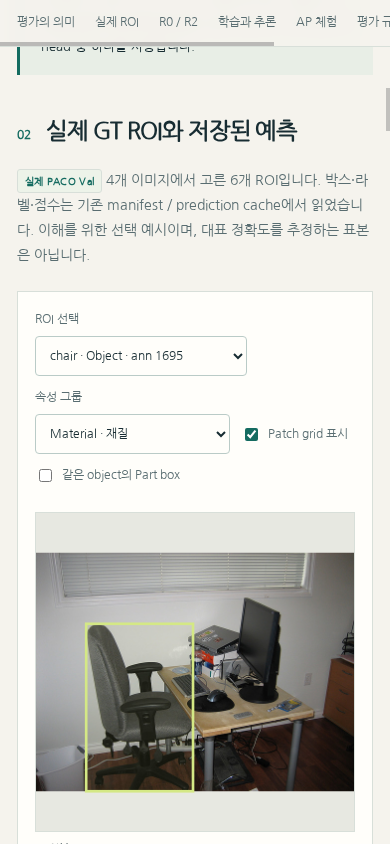 평가의 의미 실제 ROI R0 / R2 학습과 추론 AP 체험
02 실제 GT ROI와 저장된 예측
실제 PACO Val 4개 이미지에서 고른 6개 ROI입니다. 박스·라
벨·점수는 기존 manifest / prediction cache에서 읽었습니
다. 이해를 위한 선택 예시이며, 대표 정확도를 추정하는 표본
은 아닙니다.
ROI 선택
chair · Object · ann 1695
속성 그룹
Material · 재질
Patch grid 표시
같은 object의 Part box